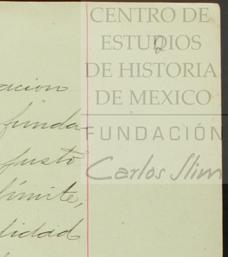 CENTRO DE
ESTUDIOS
DE HISTORIA
DE MEXICO
FUNDACIÓN
Carlos Slim
acion
funda
justo
límite,
lidad